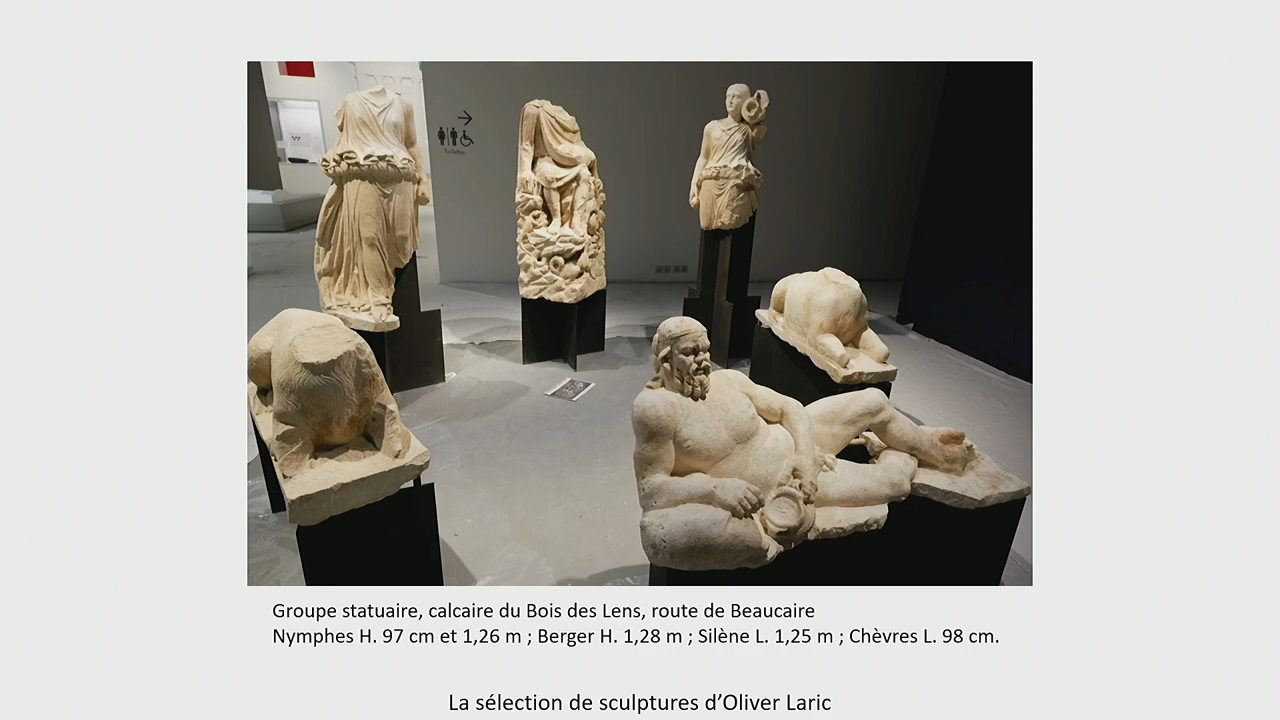 Toilettes
Groupe statuaire, calcaire du Bois des Lens, route de Beaucaire
Nymphes H. 97 cm et 1,26 m ; Berger H. 1,28 m ; Silène L. 1,25 m ; Chèvres L. 98 cm.
La sélection de sculptures d’Oliver Laric